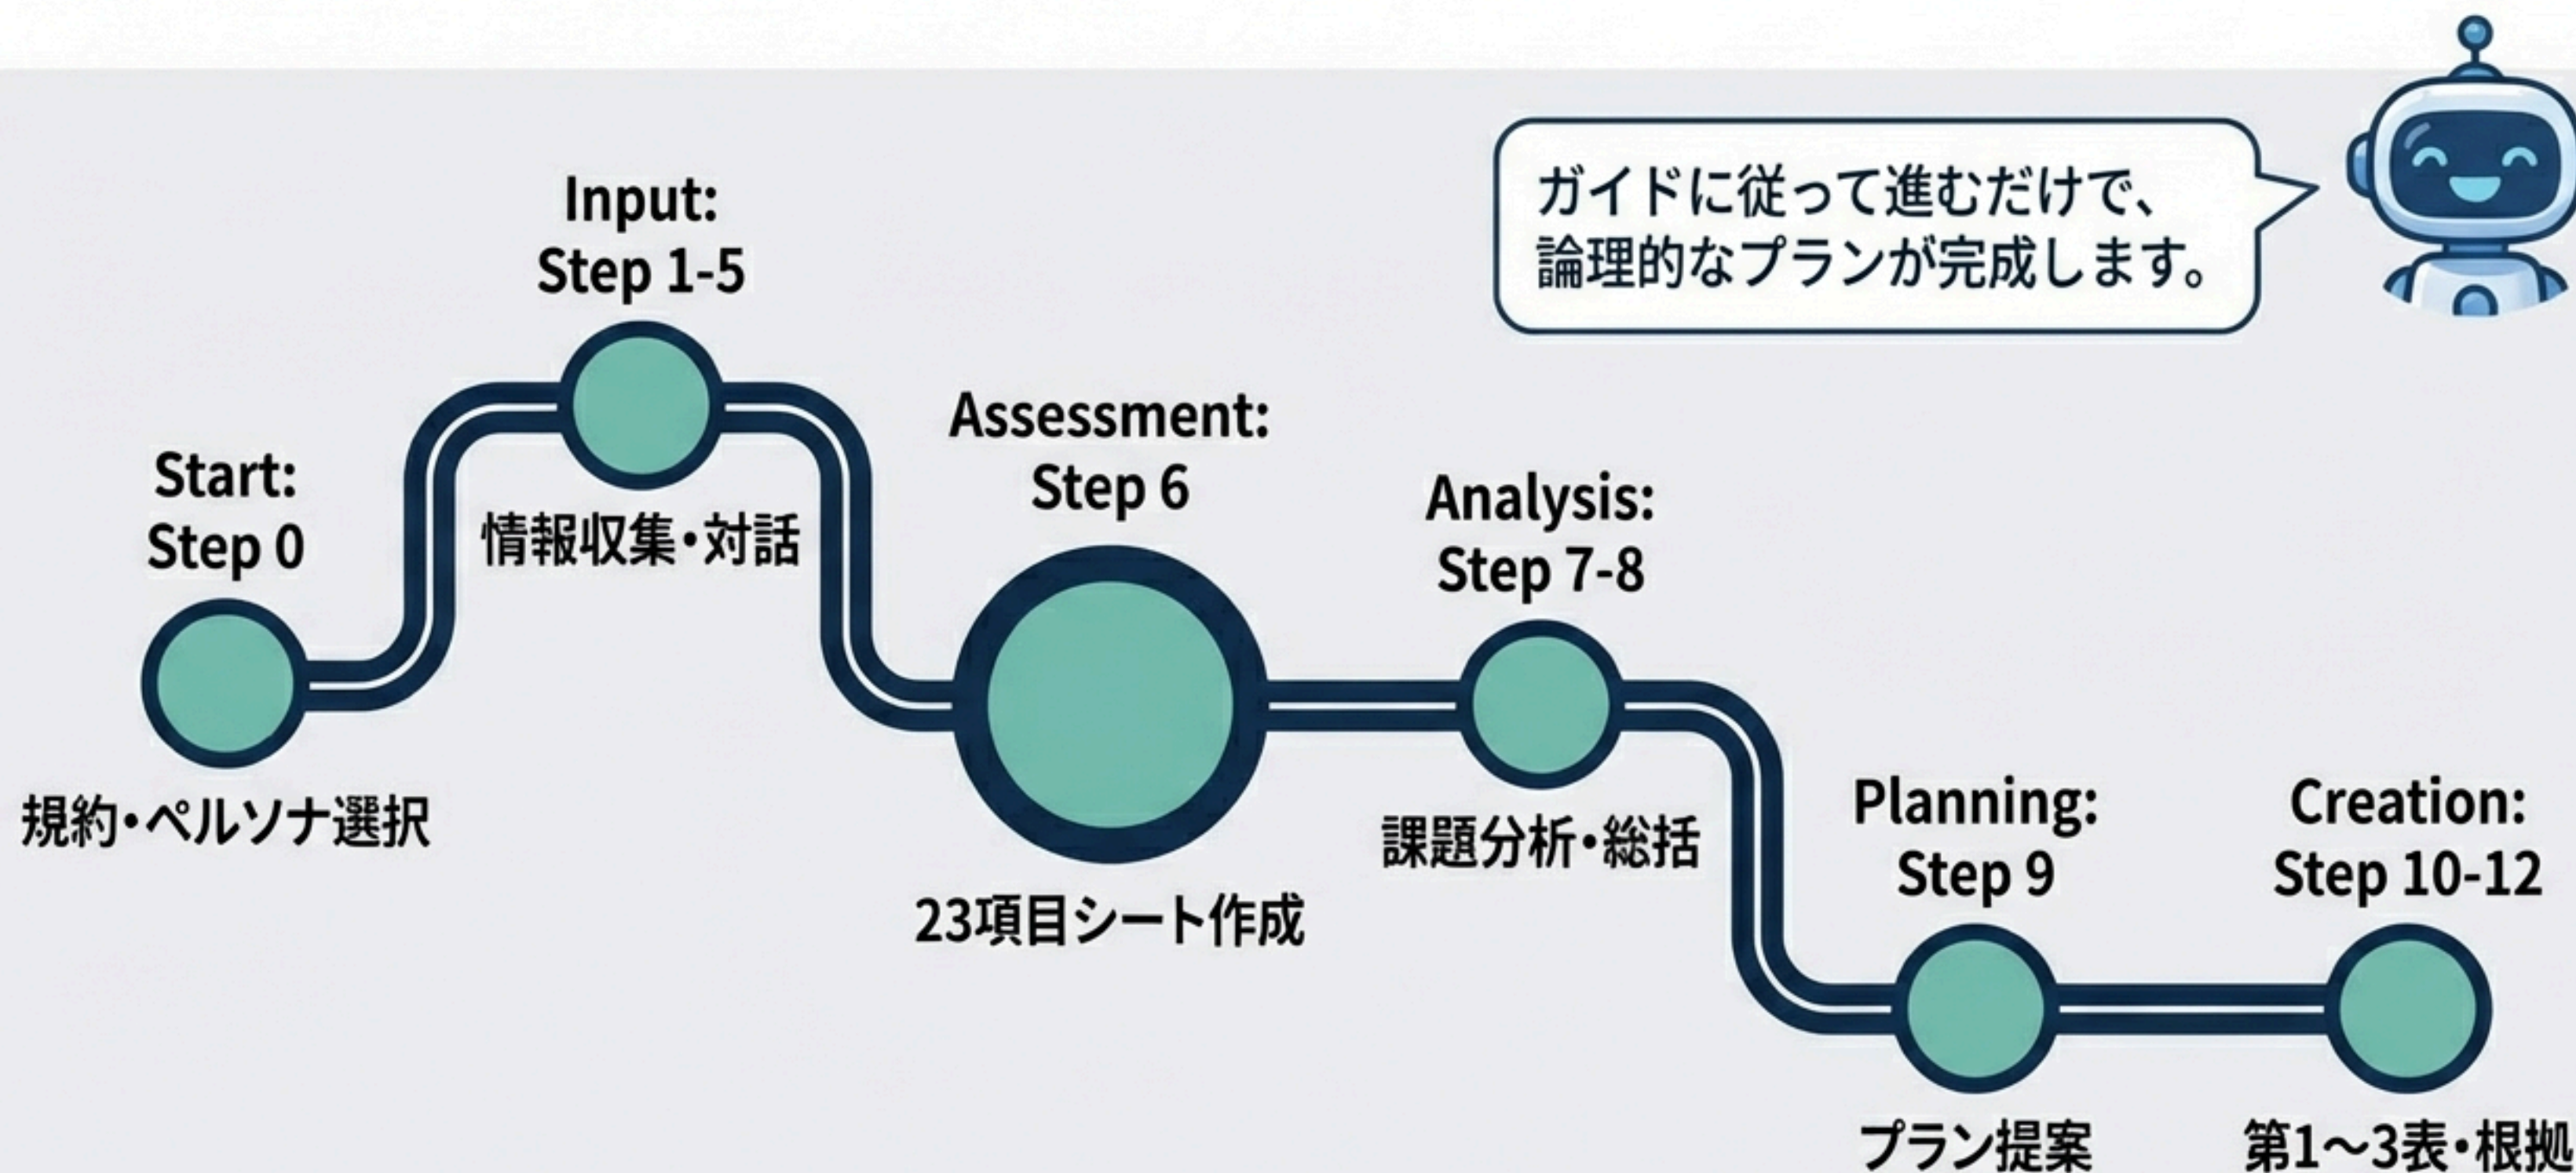 ガイドに従って進むだけで、
論理的なプランが完成します。
Start:
Step 0
規約・ペルソナ選択
Input:
Step 1-5
情報収集・対話
Assessment:
Step 6
23項目シート作成
Analysis:
Step 7-8
課題分析・総括
Planning:
Step 9
プラン提案
Creation:
Step 10-12
第1〜3表・根拠